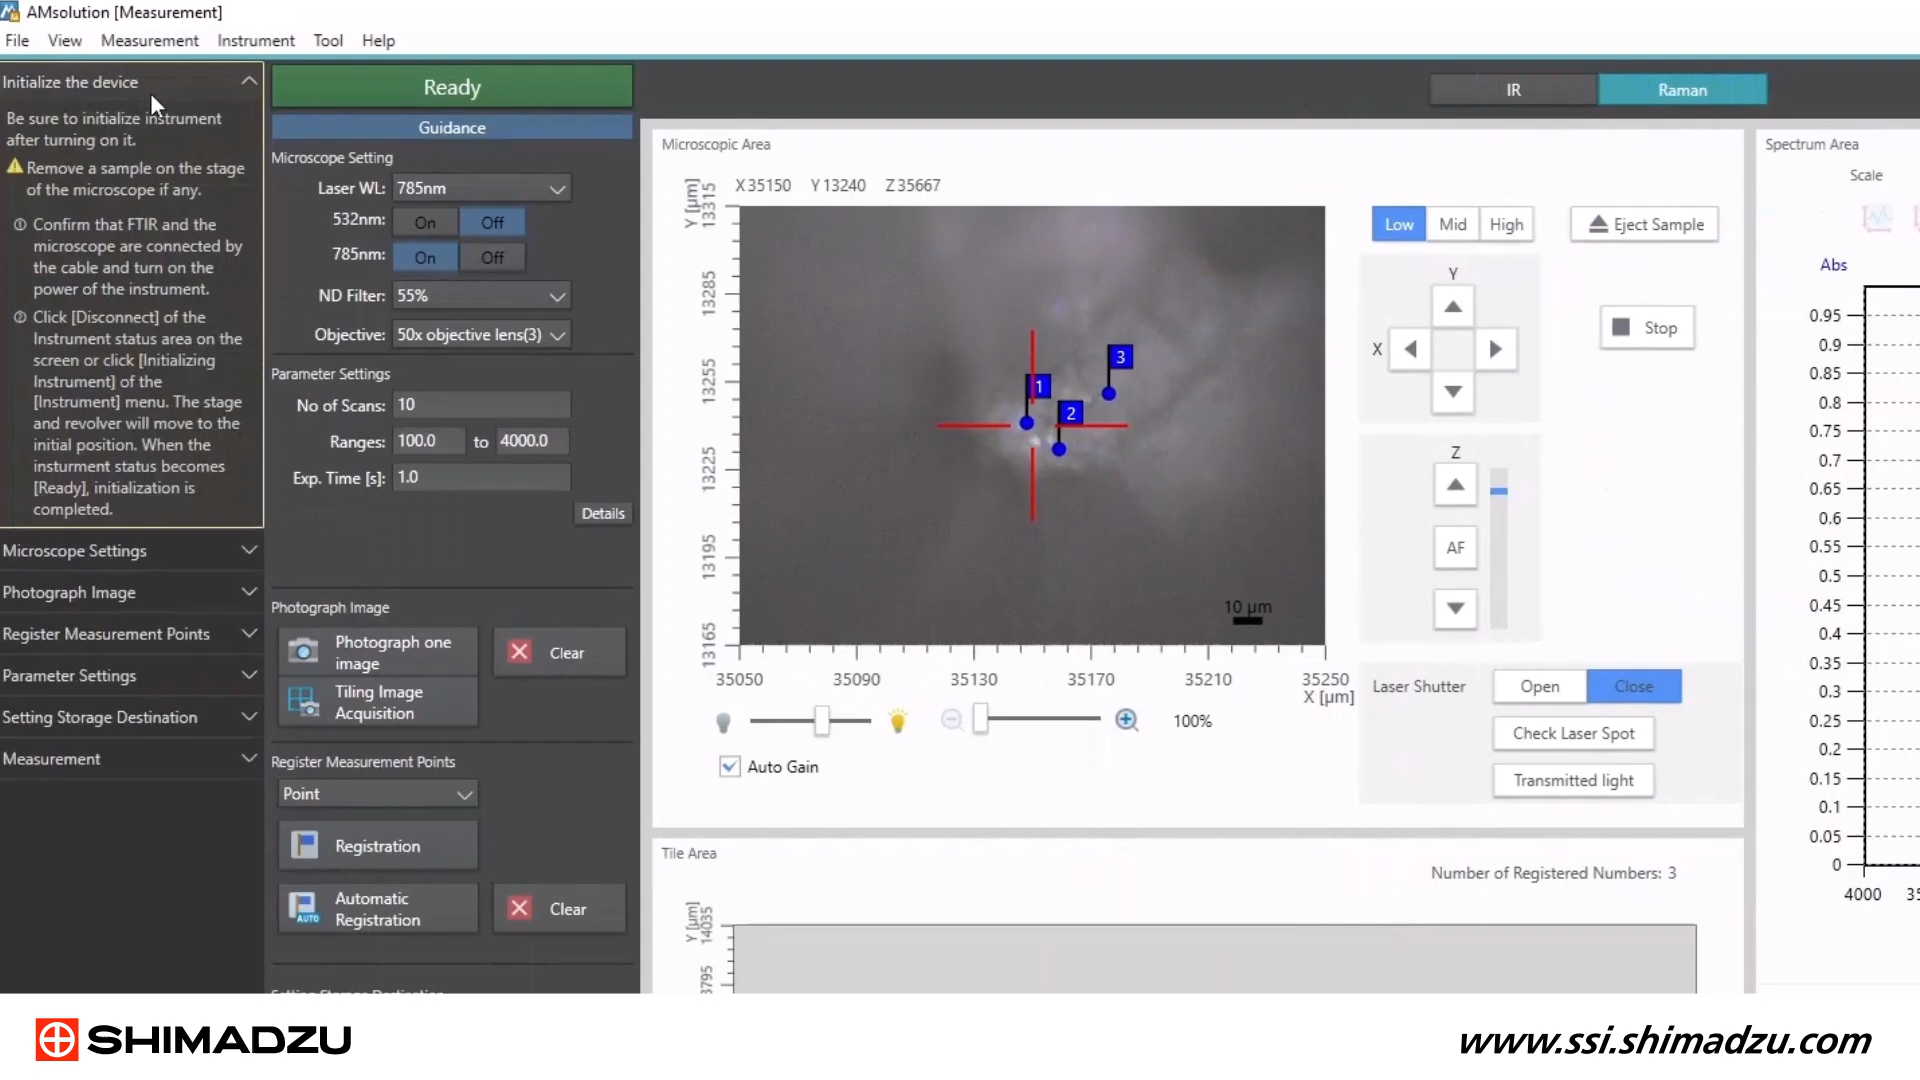 AMsolution [Measurement]
File View Measurement Instrument Tool Help
Initialize the device
Be sure to initialize instrument
after turning on it.
Remove a sample on the stage
of the microscope if any.
① Confirm that FTIR and the
microscope are connected by
the cable and turn on the
power of the instrument.
② Click [Disconnect] of the
Instrument status area on the
screen or click [Initializing
Instrument] of the
[Instrument] menu. The stage
and revolver will move to the
initial position. When the
insturment status becomes
[Ready], initialization is
completed.
Microscope Settings
Photograph Image
Register Measurement Points
Parameter Settings
Setting Storage Destination
Measurement
Ready
Guidance
Microscope Setting
Laser WL: 785nm
532nm: On Off
785nm: On Off
ND Filter: 55%
Objective: 50x objective lens(3)
Parameter Settings
No of Scans: 10
Ranges: 100.0 to 4000.0
Exp. Time [s]: 1.0
Details
Photograph Image
Photograph one
image
Clear
Tiling Image
Acquisition
Register Measurement Points
Point
Registration
AUTO
Automatic
Registration
Clear
IR Raman
Microscopic Area
X 35150 Y 13240 Z 35667
Y [µm]
13315
13285
13255
13225
13195
13165
1
2
3
10 µm
35050 35090 35130 35170 35210 35250
X [µm]
100%
Auto Gain
Low Mid High
Eject Sample
Y
X
Stop
Z
AF
Laser Shutter Open Close
Check Laser Spot
Transmitted light
Tile Area
Number of Registered Numbers: 3
Y [µm]
14035
Spectrum Area
Scale
Abs
0.95
0.9
0.85
0.8
0.75
0.7
0.65
0.6
0.55
0.5
0.45
0.4
0.35
0.3
0.25
0.2
0.15
0.1
0.05
0
4000
SHIMADZU
www.ssi.shimadzu.com